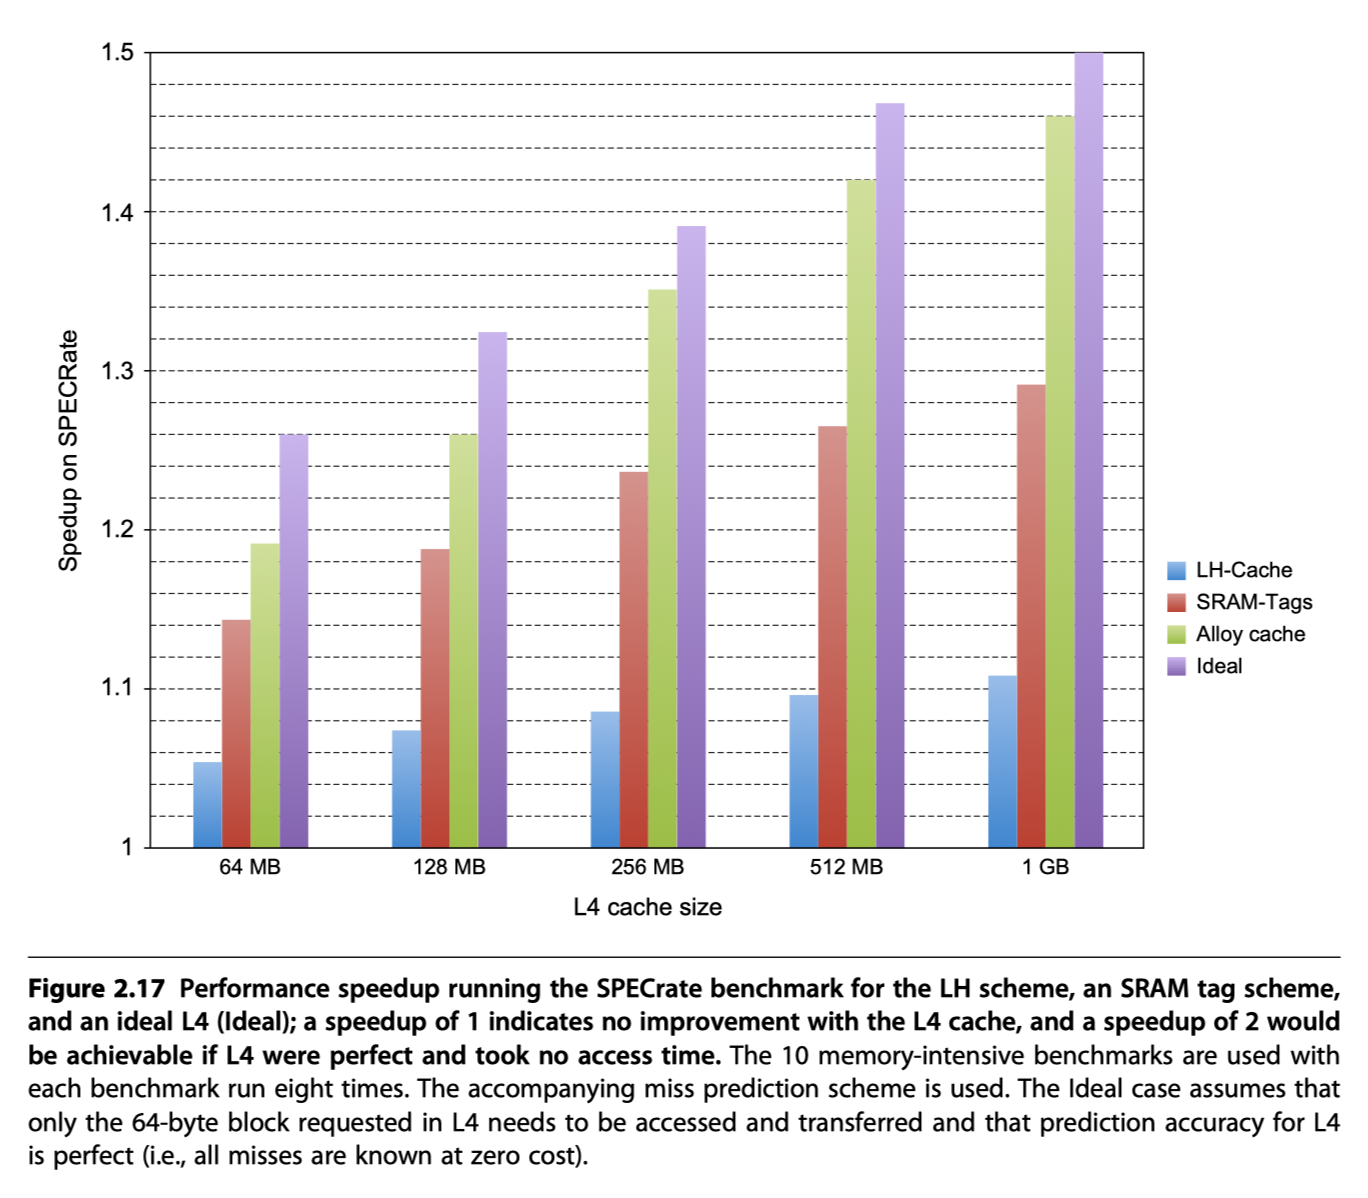 1.5
1.4
1.3
1.2
1.1
1
Spedup on SPECRate
64 MB
128 MB
256 MB
512 MB
1 GB
L4 cache size
LH-Cache
SRAM-Tags
Alloy cache
Ideal
Figure 2.17 Performance speedup running the SPECrate benchmark for the LH scheme, an SRAM tag scheme,
and an ideal L4 (Ideal); a speedup of 1 indicates no improvement with the L4 cache, and a speedup of 2 would
be achievable if L4 were perfect and took no access time. The 10 memory-intensive benchmarks are used with
each benchmark run eight times. The accompanying miss prediction scheme is used. The Ideal case assumes that
only the 64-byte block requested in L4 needs to be accessed and transferred and that prediction accuracy for L4
is perfect (i.e., all misses are known at zero cost).